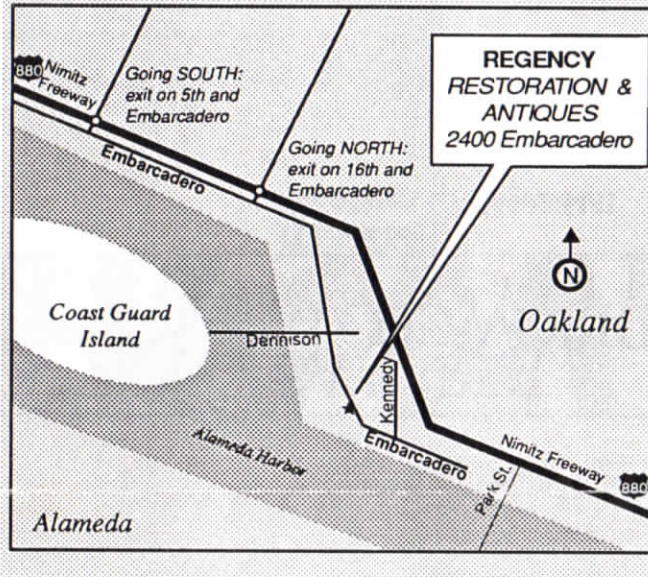 880
Nimitz
Freeway
Going SOUTH:
exit on 5th and
Embarcadero
REGENCY
RESTORATION &
ANTIQUES
2400 Embarcadero
Embarcadero
Going NORTH:
exit on 16th and
Embarcadero
N
Coast Guard
Island
Oakland
Dennison
Kennedy
Embarcadero
Alameda Harbor
Nimitz Freeway
880
Park St.
Alameda